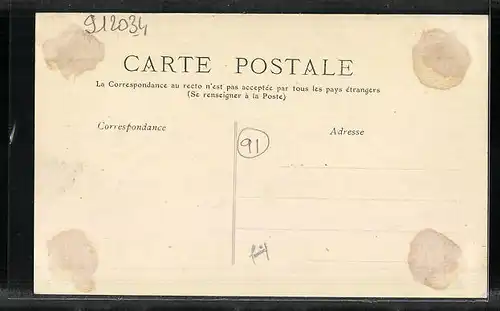 912034
CARTE POSTALE
La Correspondance au recto n'est pas acceptée par tous les pays étrangers
(Se renseigner à la Poste)
Correspondance
Adresse
91